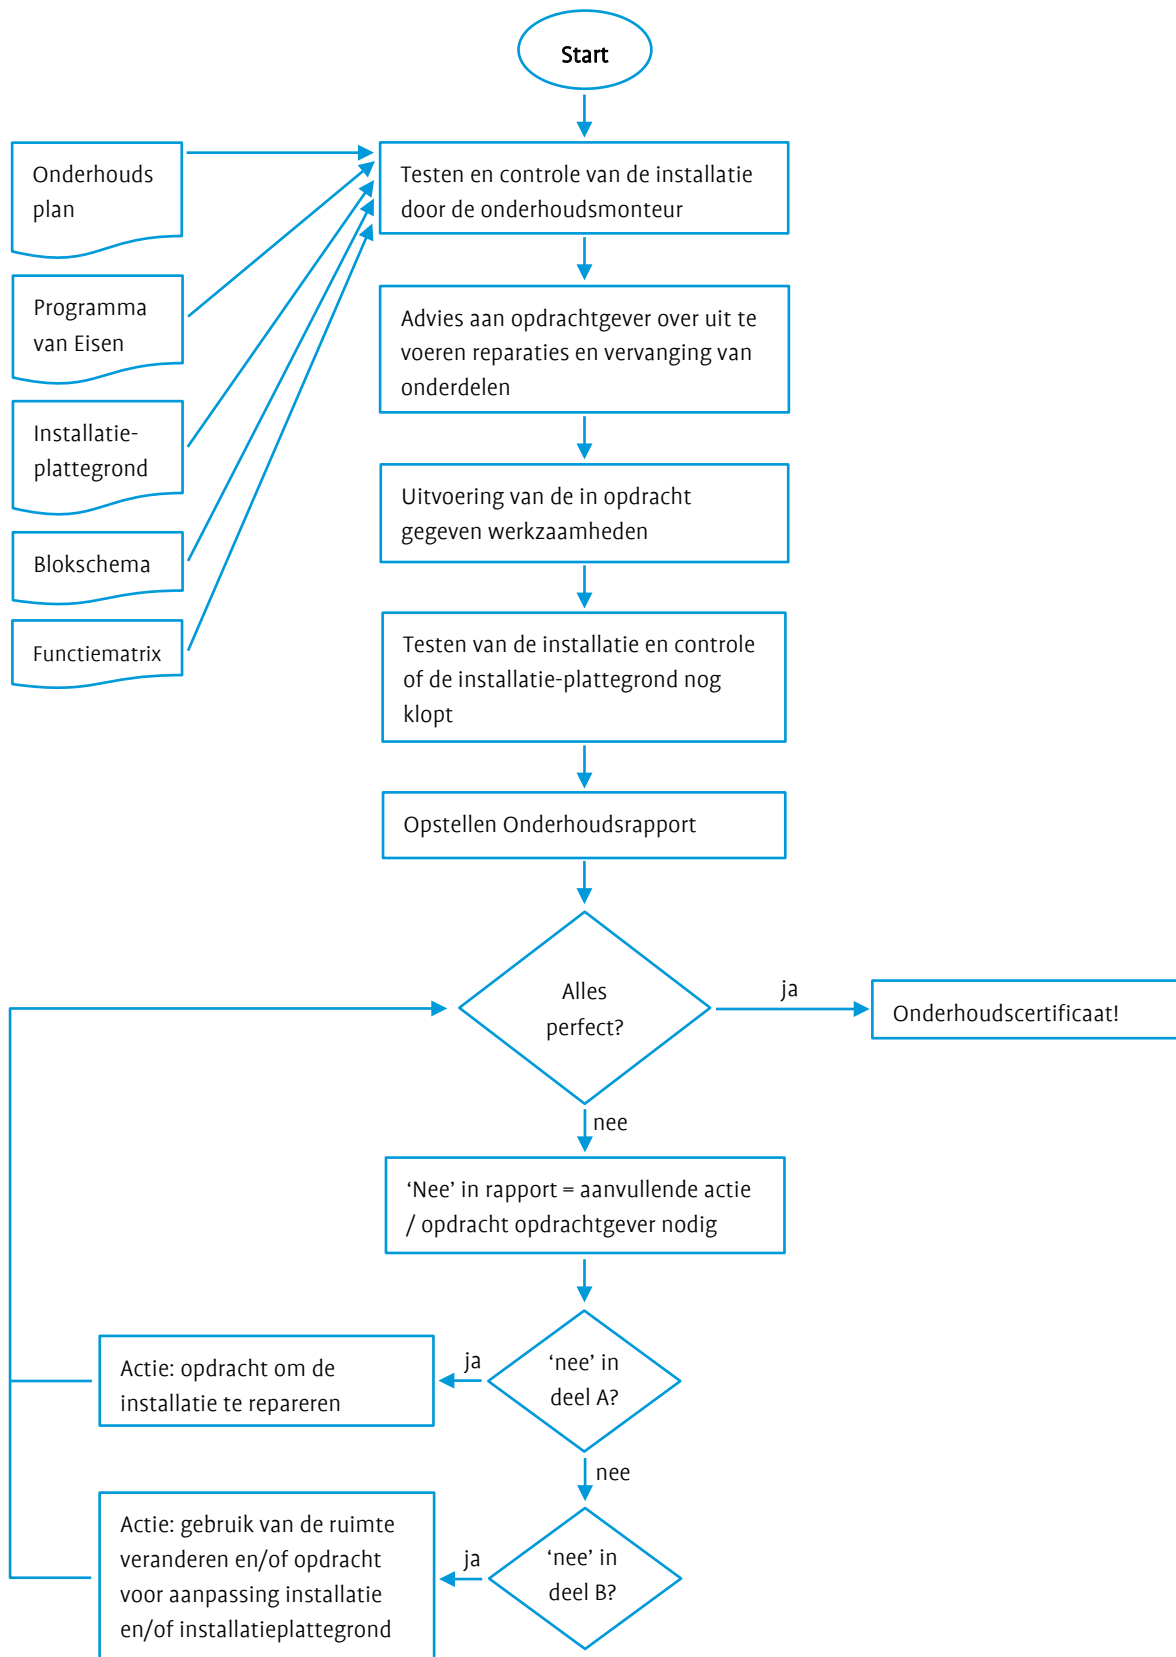 Start
Onderhouds
plan
Programma
van Eisen
Installatie-
plattegrond
Blokschema
Functiematrix
Testen en controle van de installatie
door de onderhoudsmonteur
Advies aan opdrachtgever over uit te
voeren reparaties en vervanging van
onderdelen
Uitvoering van de in opdracht
gegeven werkzaamheden
Testen van de installatie en controle
of de installatie-plattegrond nog
klopt
Opstellen Onderhoudsrapport
Alles
perfect?
ja
Onderhoudscertificaat!
nee
‘Nee’ in rapport = aanvullende actie
/ opdracht opdrachtgever nodig
‘nee’ in
deel A?
ja
Actie: opdracht om de
installatie te repareren
nee
‘nee’ in
deel B?
ja
Actie: gebruik van de ruimte
veranderen en/of opdracht
voor aanpassing installatie
en/of installatieplattegrond